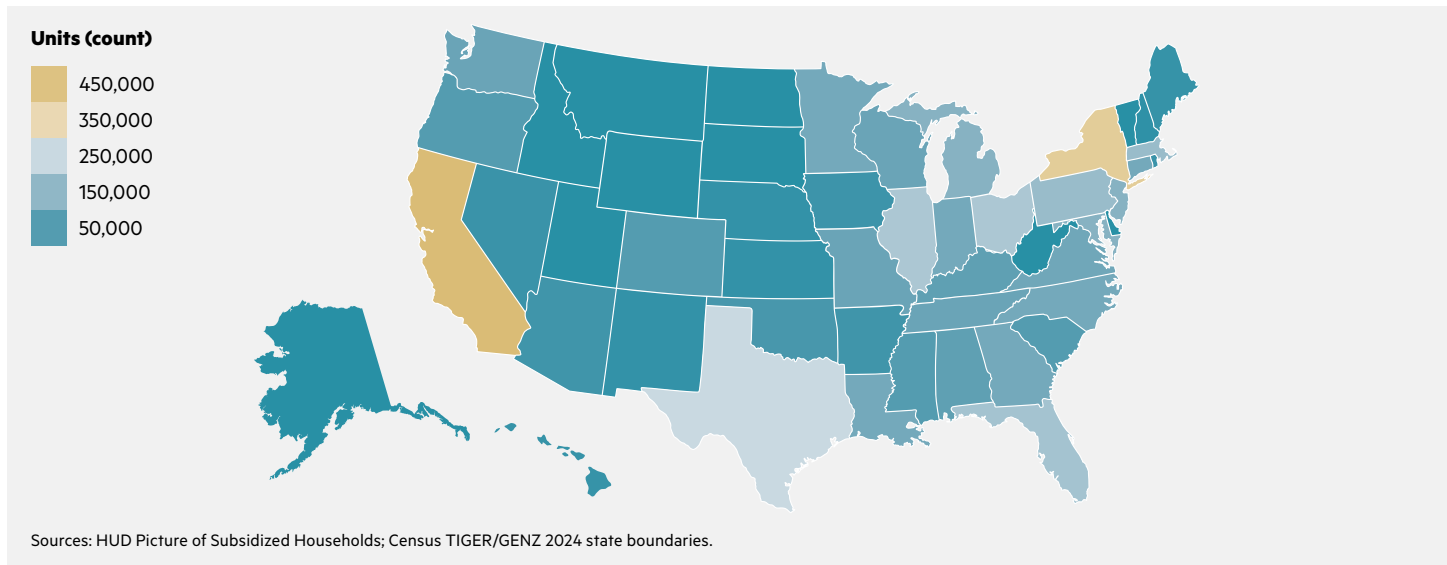 Units (count)
450,000
350,000
250,000
150,000
50,000
Sources: HUD Picture of Subsidized Households; Census TIGER/GENZ 2024 state boundaries.